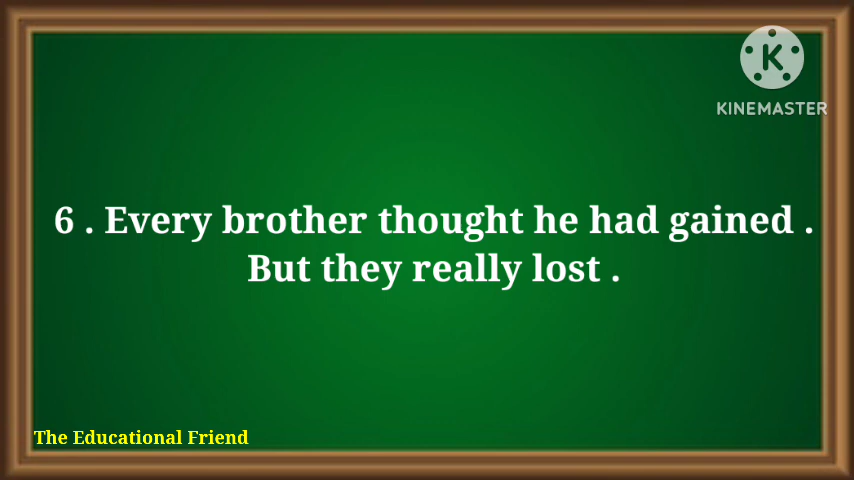 K
KINEMASTER
6 . Every brother thought he had gained .
But they really lost .
The Educational Friend